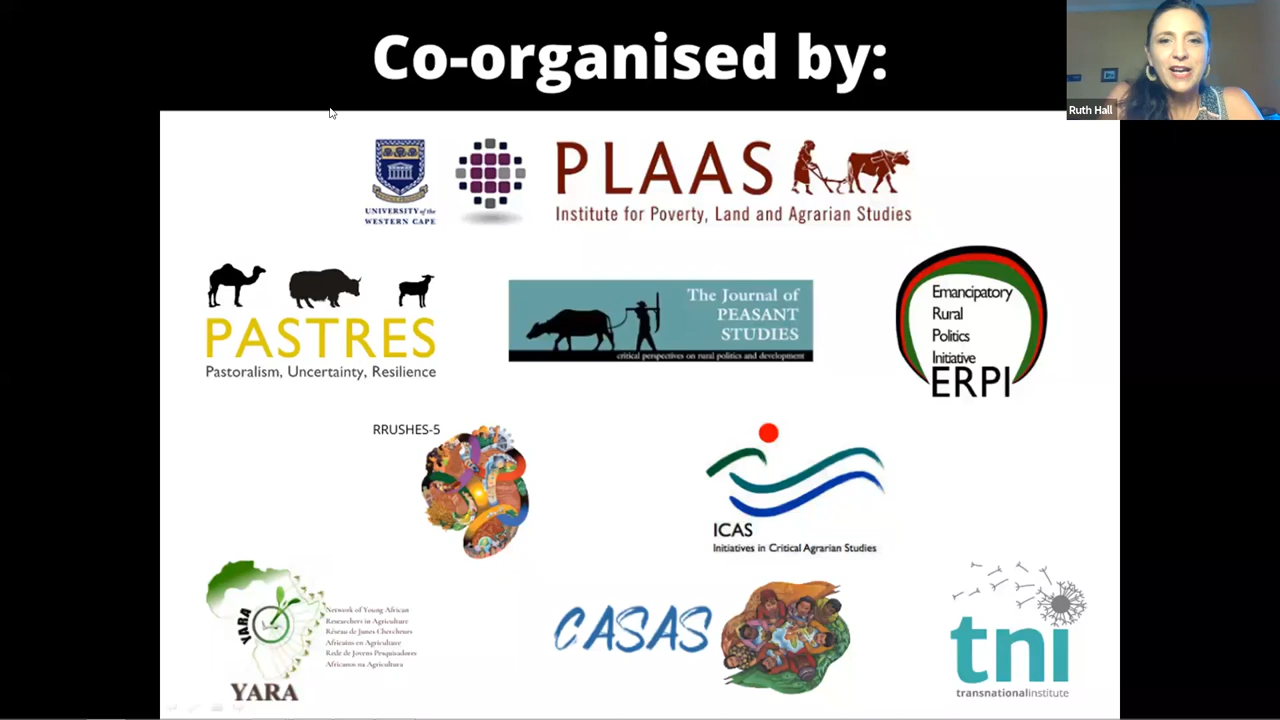 Co-organised by:
Ruth Hall
UNIVERSITY of the
WESTERN CAPE
PLAAS
Institute for Poverty, Land and Agrarian Studies
PASTRES
Pastoralism, Uncertainty, Resilience
The Journal of
PEASANT
STUDIES
critical perspectives on rural politics and development
Emancipatory
Rural
Politics
Initiative
ERPI
RRUSHES-5
ICAS
Initiatives in Critical Agrarian Studies
YARA
Network of Young African
Researchers in Agriculture
Réseau de Junes Chercheurs
Africains en Agriculture
Rede de Jovens Pesquisadores
Africanos na Agricultura
YARA
CASAS
tni
transnationalinstitute